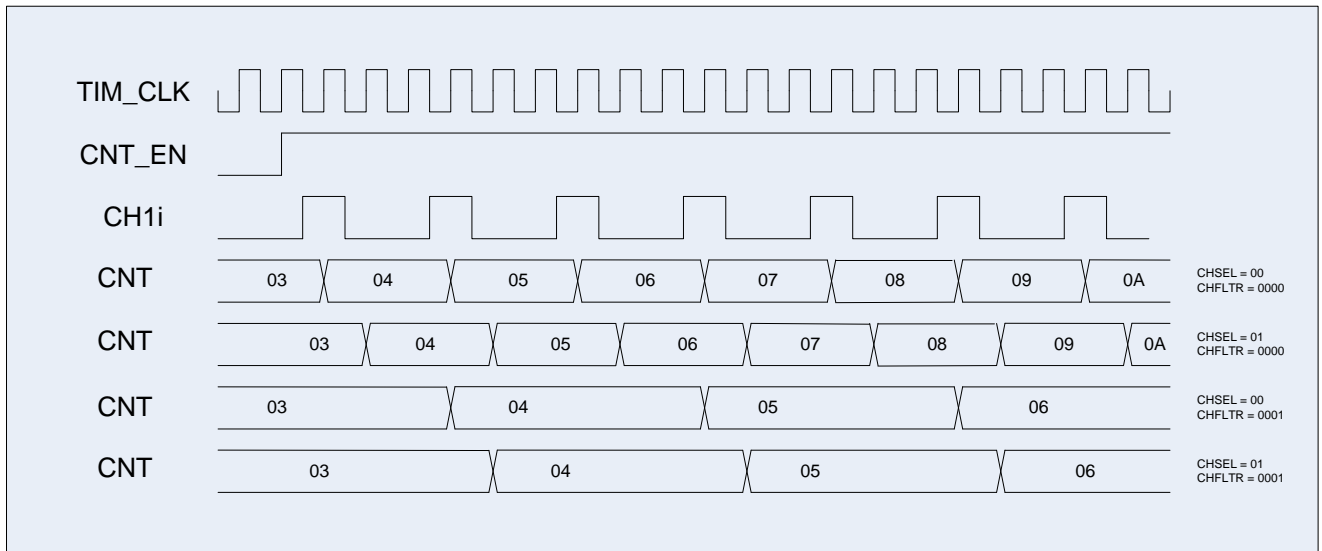 TIM_CLK
CNT_EN
CH1i
CNT 03 04 05 06 07 08 09 0A CHSEL = 00
CHFLTR = 0000
CNT 03 04 05 06 07 08 09 0A CHSEL = 01
CHFLTR = 0000
CNT 03 04 05 06 CHSEL = 00
CHFLTR = 0001
CNT 03 04 05 06 CHSEL = 01
CHFLTR = 0001